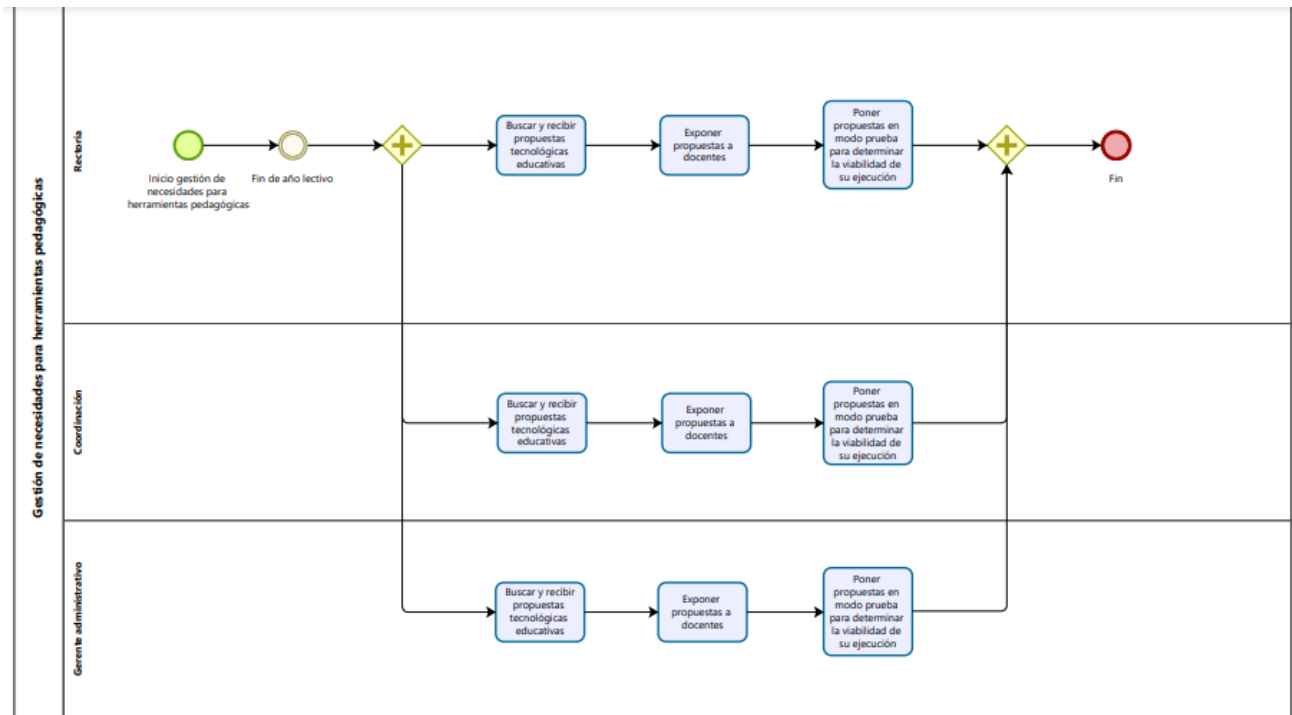 Gestión de necesidades para herramientas pedagógicas
Rectoría
Inicio gestión de
necesidades para
herramientas pedagógicas
Fin de año lectivo
Buscar y recibir
propuestas
tecnológicas
educativas
Exponer
propuestas a
docentes
Poner
propuestas en
modo prueba
para determinar
la viabilidad de
su ejecución
Fin
Coordinación
Buscar y recibir
propuestas
tecnológicas
educativas
Exponer
propuestas a
docentes
Poner
propuestas en
modo prueba
para determinar
la viabilidad de
su ejecución
Gerente administrativo
Buscar y recibir
propuestas
tecnológicas
educativas
Exponer
propuestas a
docentes
Poner
propuestas en
modo prueba
para determinar
la viabilidad de
su ejecución